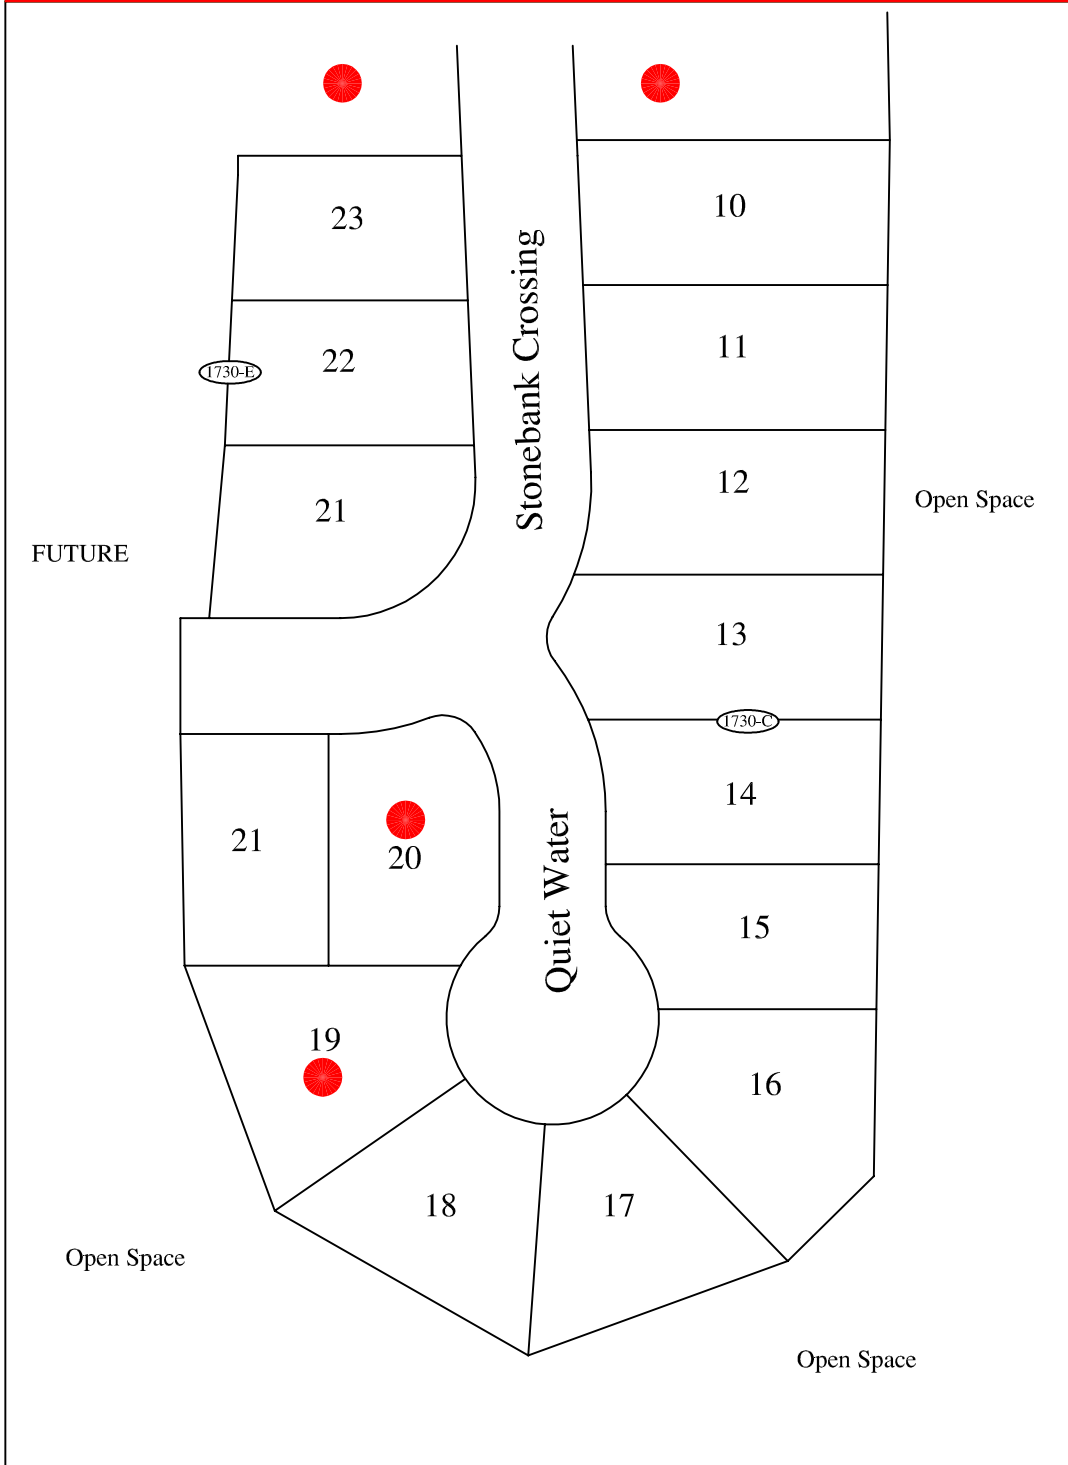 23
10
Stonebank Crossing
11
22
1730-E
12
Open Space
21
FUTURE
13
1730-C
14
21
20
Quiet Water
15
19
16
18
17
Open Space
Open Space